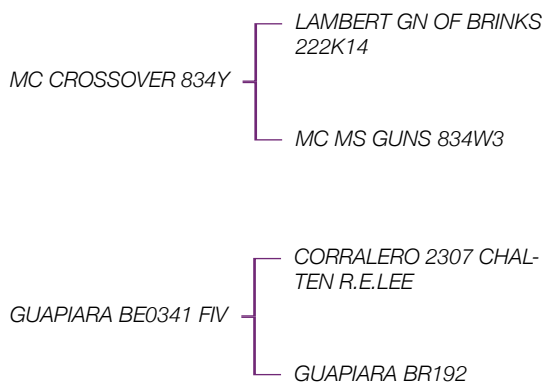 LAMBERT GN OF BRINKS
222K14
MC CROSSOVER 834Y
MC MS GUNS 834W3
CORRALERO 2307 CHAL-
TEN R.E.LEE
GUAPIARA BE0341 FIV
GUAPIARA BR192